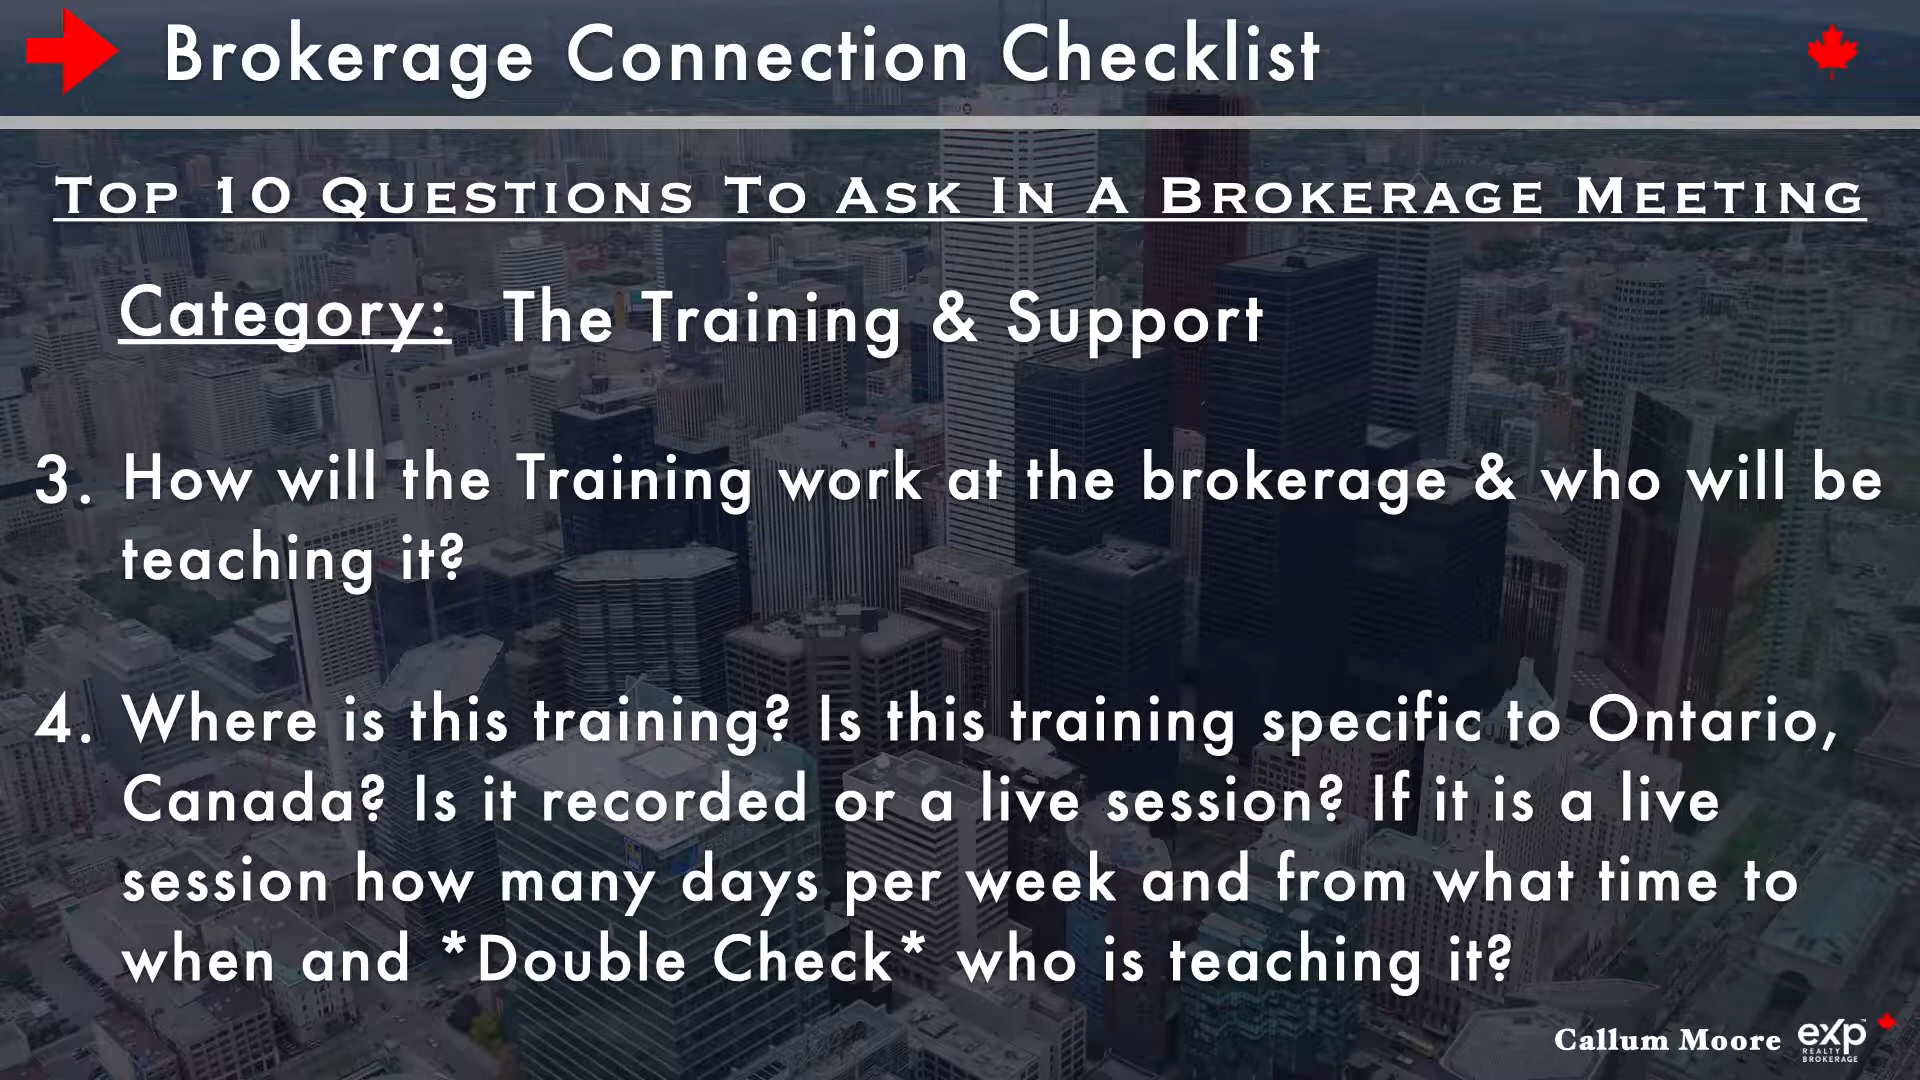 Brokerage Connection Checklist
Top 10 Questions To Ask In A Brokerage Meeting
Category: The Training & Support
3. How will the Training work at the brokerage & who will be
teaching it?
4. Where is this training? Is this training specific to Ontario,
Canada? Is it recorded or a live session? If it is a live
session how many days per week and from what time to
when and *Double Check* who is teaching it?
Callum Moore exp
REALTY
BROKERAGE